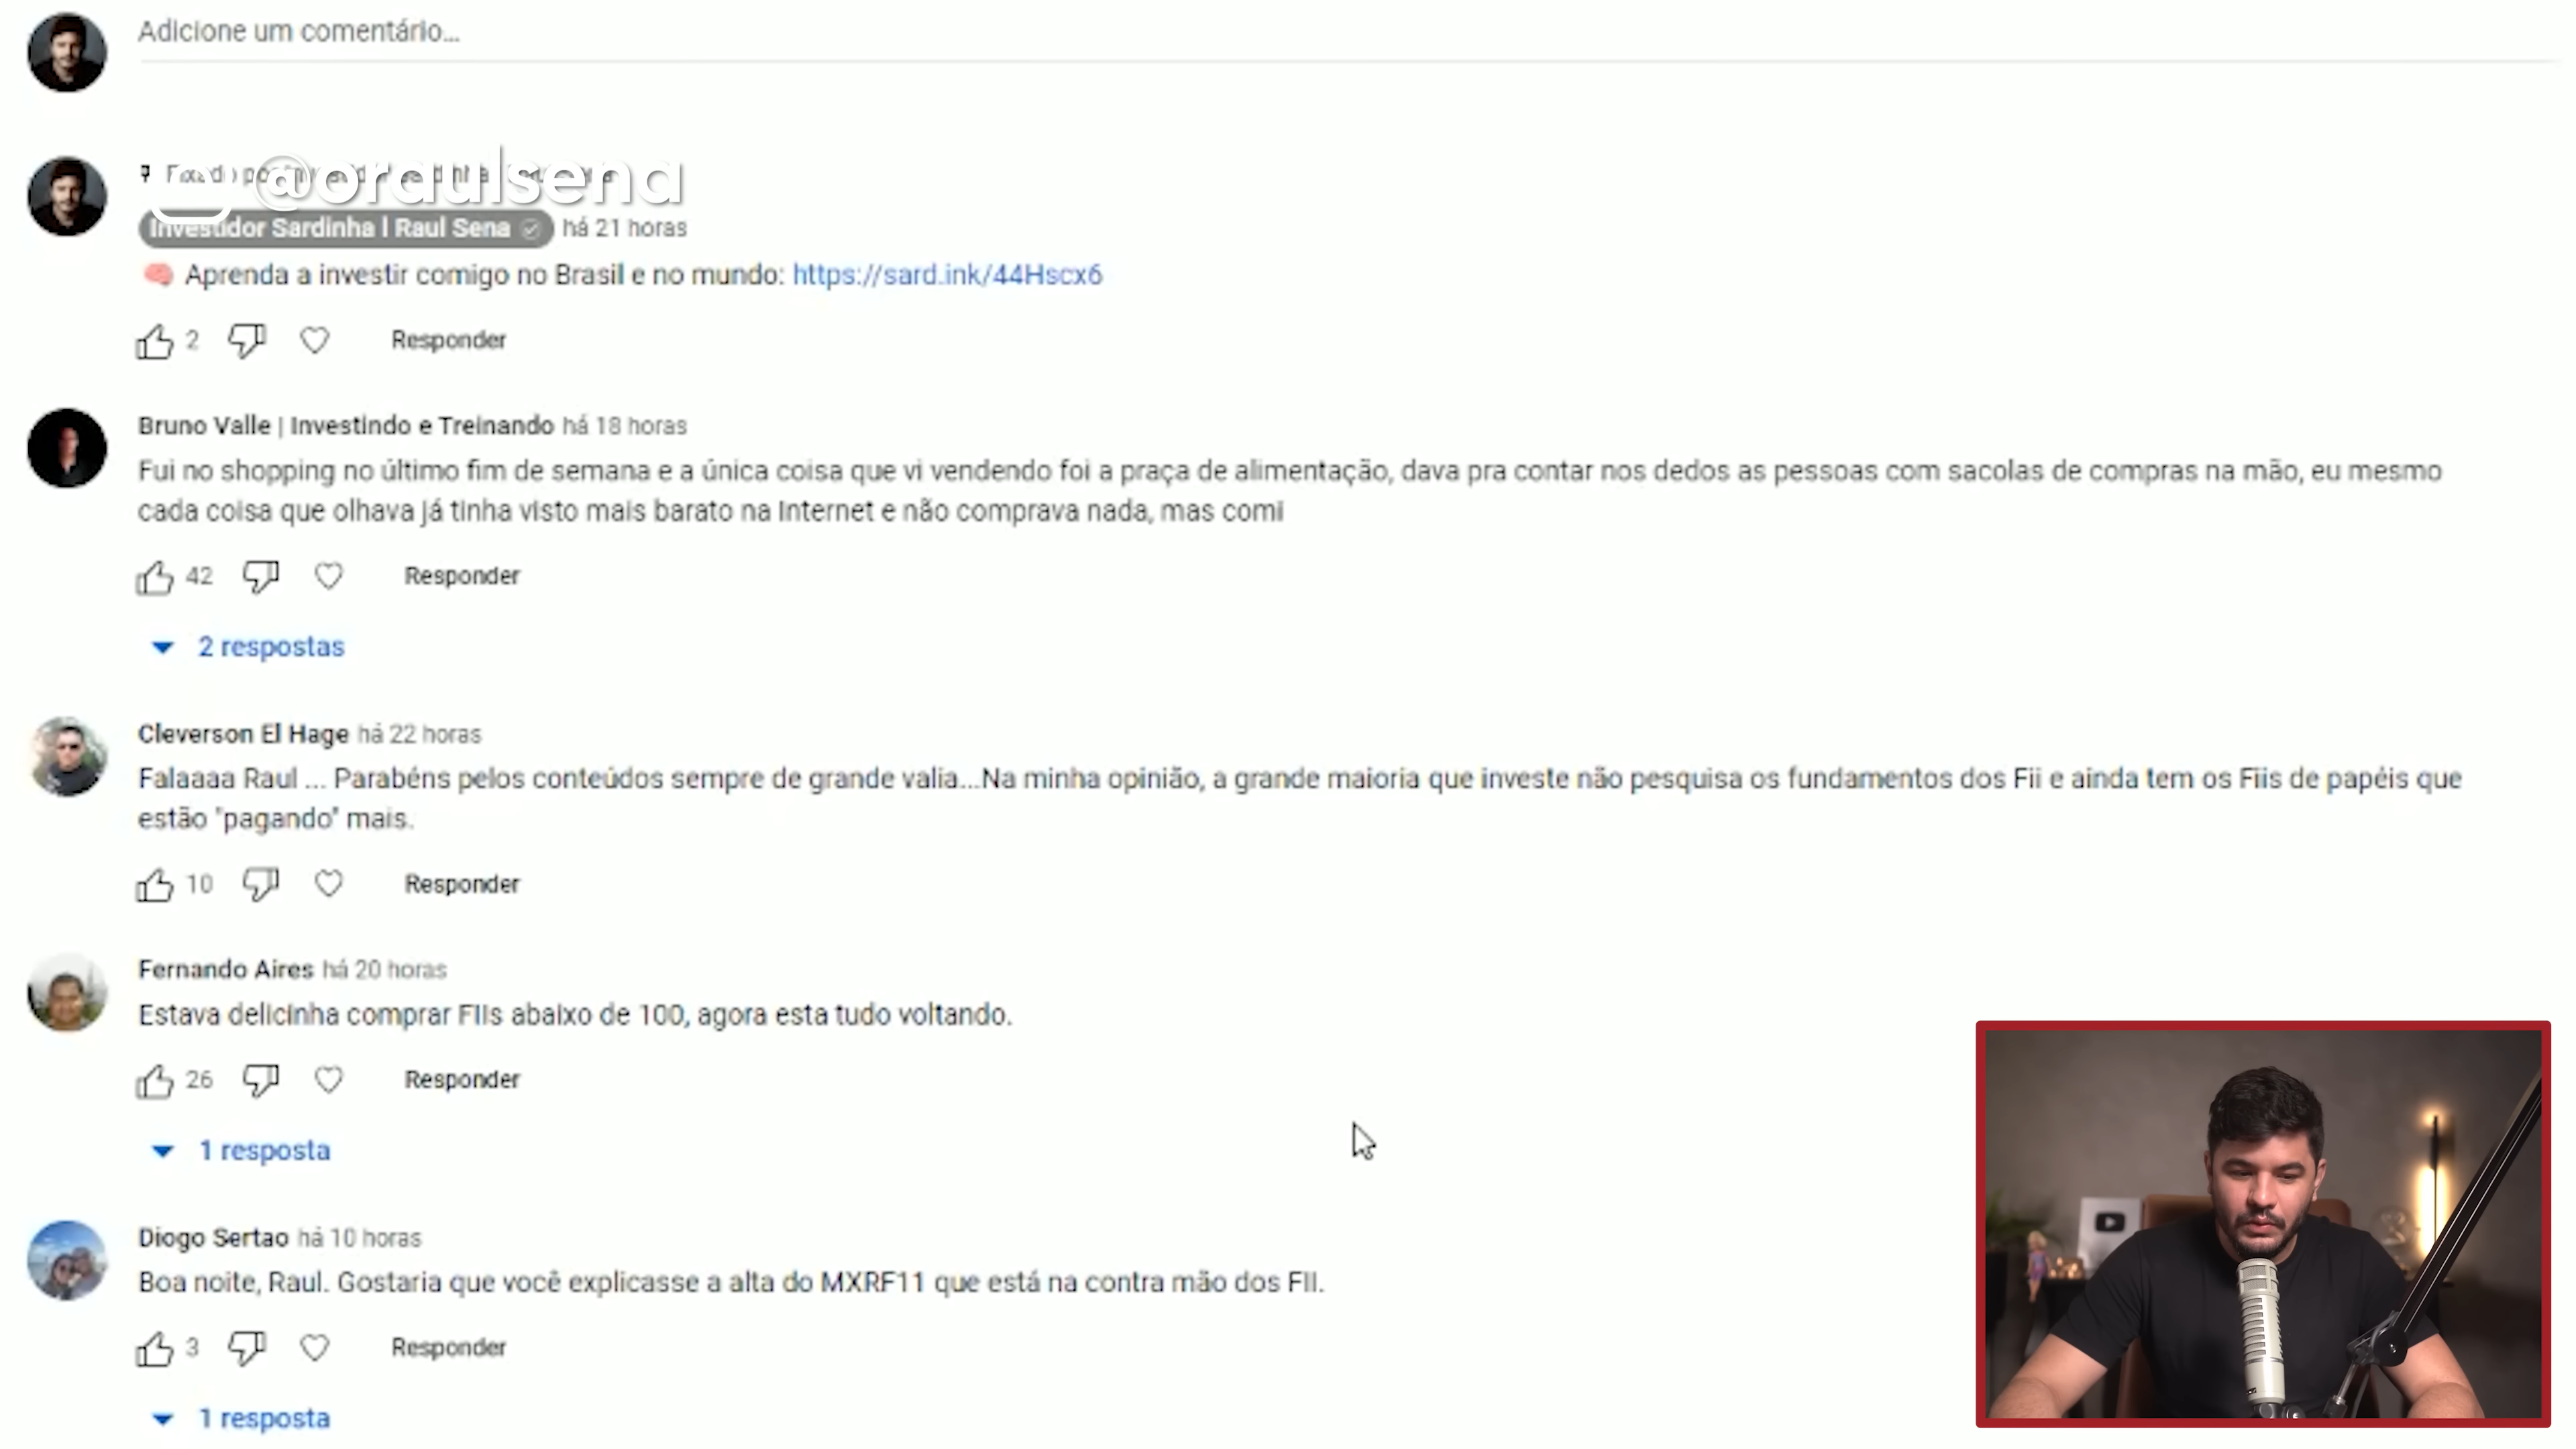 Adicione um comentário...
@oraulsena
Investidor Sardinha | Raul Sena há 21 horas
Aprenda a investir comigo no Brasil e no mundo: https://sard.ink/44Hscx6
2 Responder
Bruno Valle | Investindo e Treinando há 18 horas
Fui no shopping no último fim de semana e a única coisa que vi vendendo foi a praça de alimentação, dava pra contar nos dedos as pessoas com sacolas de compras na mão, eu mesmo
cada coisa que olhava já tinha visto mais barato na Internet e não comprava nada, mas comi
42 Responder
2 respostas
Cleverson El Hage há 22 horas
Falaaaa Raul ... Parabéns pelos conteúdos sempre de grande valia...Na minha opinião, a grande maioria que investe não pesquisa os fundamentos dos Fii e ainda tem os Fiis de papéis que
estão "pagando" mais.
10 Responder
Fernando Aires há 20 horas
Estava delicinha comprar FIIs abaixo de 100, agora esta tudo voltando.
26 Responder
1 resposta
Diogo Sertao há 10 horas
Boa noite, Raul. Gostaria que você explicasse a alta do MXRF11 que está na contra mão dos FII.
3 Responder
1 resposta